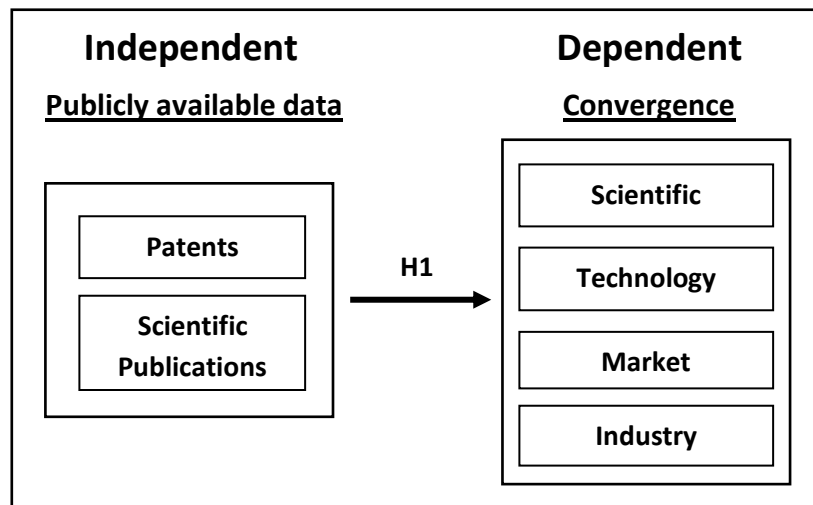 Independent
Publicly available data
Patents
Scientific
Publications
H1
Dependent
Convergence
Scientific
Technology
Market
Industry